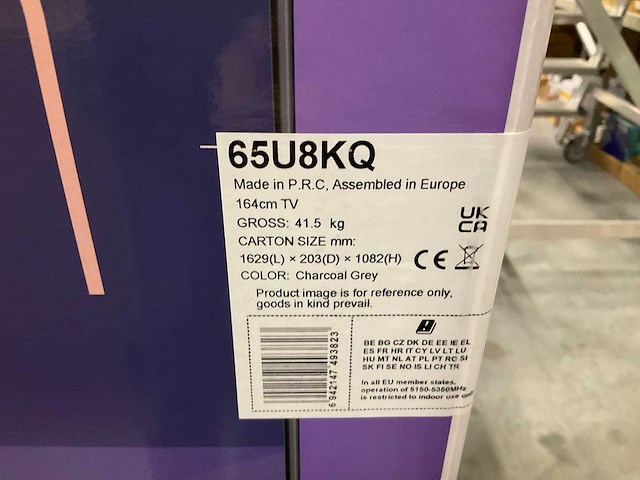 65U8KQ
Made in P.R.C, Assembled in Europe
164cm TV
GROSS: 41.5 kg
CARTON SIZE mm:
1629(L) × 203(D) × 1082(H)
COLOR: Charcoal Grey
UK
CA
CE
Product image is for reference only,
goods in kind prevail.
6 942147 493823
BE BG CZ DK DE EE IE EL
ES FR HR IT CY LV LT LU
HU MT NL AT PL PT RO SI
SK FI SE NO IS LI CH TR
In all EU member states,
operation of 5150-5350MHz
is restricted to indoor use only